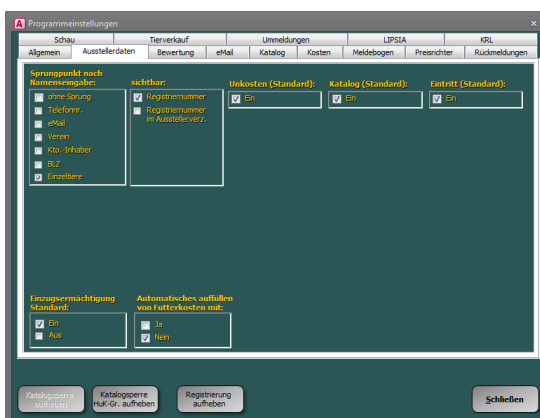 Programmeinstellungen
Schau Tierverkauf Ummeldungen LIPSIA KRL
Allgemein Ausstellerdaten Bewertung eMail Katalog Kosten Meldebogen Preisrichter Rückmeldungen
Sprungpunkt nach
Namenseingabe:
ohne Sprung
Telefonnr.
eMail
Verein
Kto.-Inhaber
BLZ
Einzeltiere
sichtbar:
Registriernummer
Registriernummer
im Ausstellerverz.
Unkosten (Standard):
Ein
Katalog (Standard):
Ein
Eintritt (Standard):
Ein
Einzugsermächtigung
Standard:
Ein
Aus
Automatisches auffüllen
von Futterkosten mit:
Ja
Nein
Katalogsperre
aufheben
Katalogsperre
HuK-Gr. aufheben
Registrierung
aufheben
Schließen